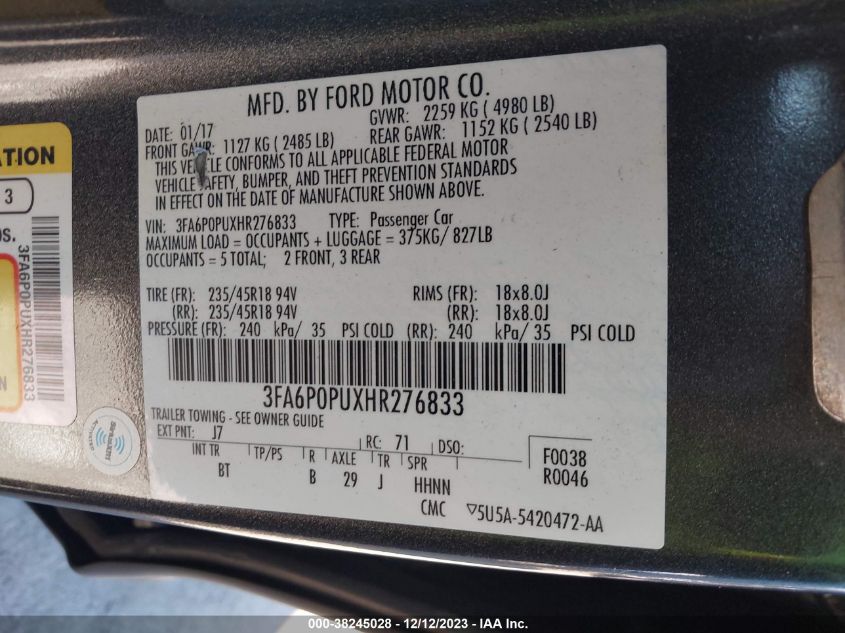 MFD. BY FORD MOTOR CO.
DATE: 01/17 GVWR: 2259 KG ( 4980 LB)
FRONT GAWR: 1127 KG ( 2485 LB) REAR GAWR: 1152 KG ( 2540 LB)
THIS VEHICLE CONFORMS TO ALL APPLICABLE FEDERAL MOTOR
VEHICLE SAFETY, BUMPER, AND THEFT PREVENTION STANDARDS
IN EFFECT ON THE DATE OF MANUFACTURE SHOWN ABOVE.
VIN: 3FA6P0PUXHR276833 TYPE: Passenger Car
MAXIMUM LOAD = OCCUPANTS + LUGGAGE = 375KG/ 827LB
OCCUPANTS = 5 TOTAL; 2 FRONT, 3 REAR
TIRE (FR): 235/45R18 94V RIMS (FR): 18x8.0J
(RR): 235/45R18 94V (RR): 18x8.0J
PRESSURE (FR): 240 kPa/ 35 PSI COLD (RR): 240 kPa/ 35 PSI COLD
3FA6P0PUXHR276833
TRAILER TOWING - SEE OWNER GUIDE
EXT PNT: J7 RC: 71 DSO:
INT TR TP/PS R AXLE TR SPR
BT B 29 J HHNN
F0038
R0046
CMC ▽5U5A-5420472-AA
ATION
3
3FA6P0PUXHR276833
N
SiriusXM
ACTIVATED
000-38245028 - 12/12/2023 - IAAI.com